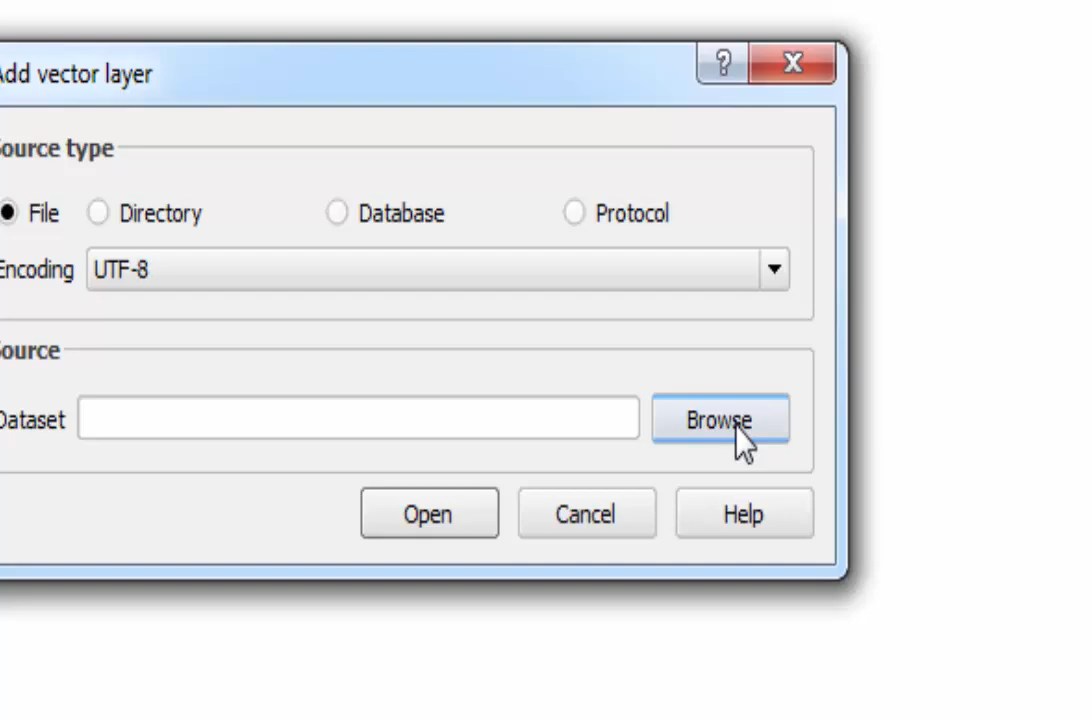 Add vector layer
Source type
File Directory Database Protocol
Encoding UTF-8
Source
Dataset Browse
Open Cancel Help